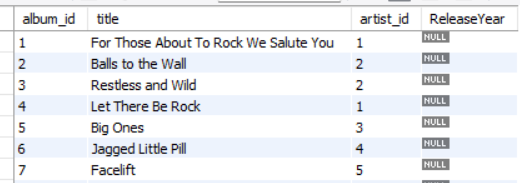 album_id title artist_id ReleaseYear
1 For Those About To Rock We Salute You 1 NULL
2 Balls to the Wall 2 NULL
3 Restless and Wild 2 NULL
4 Let There Be Rock 1 NULL
5 Big Ones 3 NULL
6 Jagged Little Pill 4 NULL
7 Facelift 5 NULL